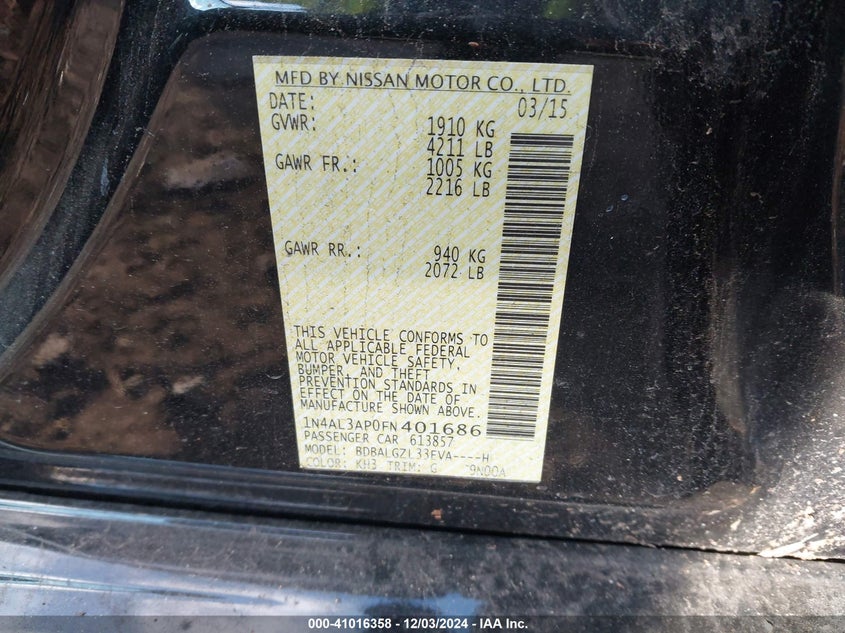 MFD BY NISSAN MOTOR CO., LTD.
DATE: 03/15
GVWR: 1910 KG
4211 LB
GAWR FR.: 1005 KG
2216 LB
GAWR RR.: 940 KG
2072 LB
THIS VEHICLE CONFORMS TO
ALL APPLICABLE FEDERAL
MOTOR VEHICLE SAFETY,
BUMPER, AND THEFT
PREVENTION STANDARDS IN
EFFECT ON THE DATE OF
MANUFACTURE SHOWN ABOVE.
1N4AL3AP0FN401686
PASSENGER CAR 613857
MODEL: BDBALGZL33EVA----H
COLOR: KH3 TRIM: G 9N00A
000-41016358 - 12/03/2024 - IAA Inc.